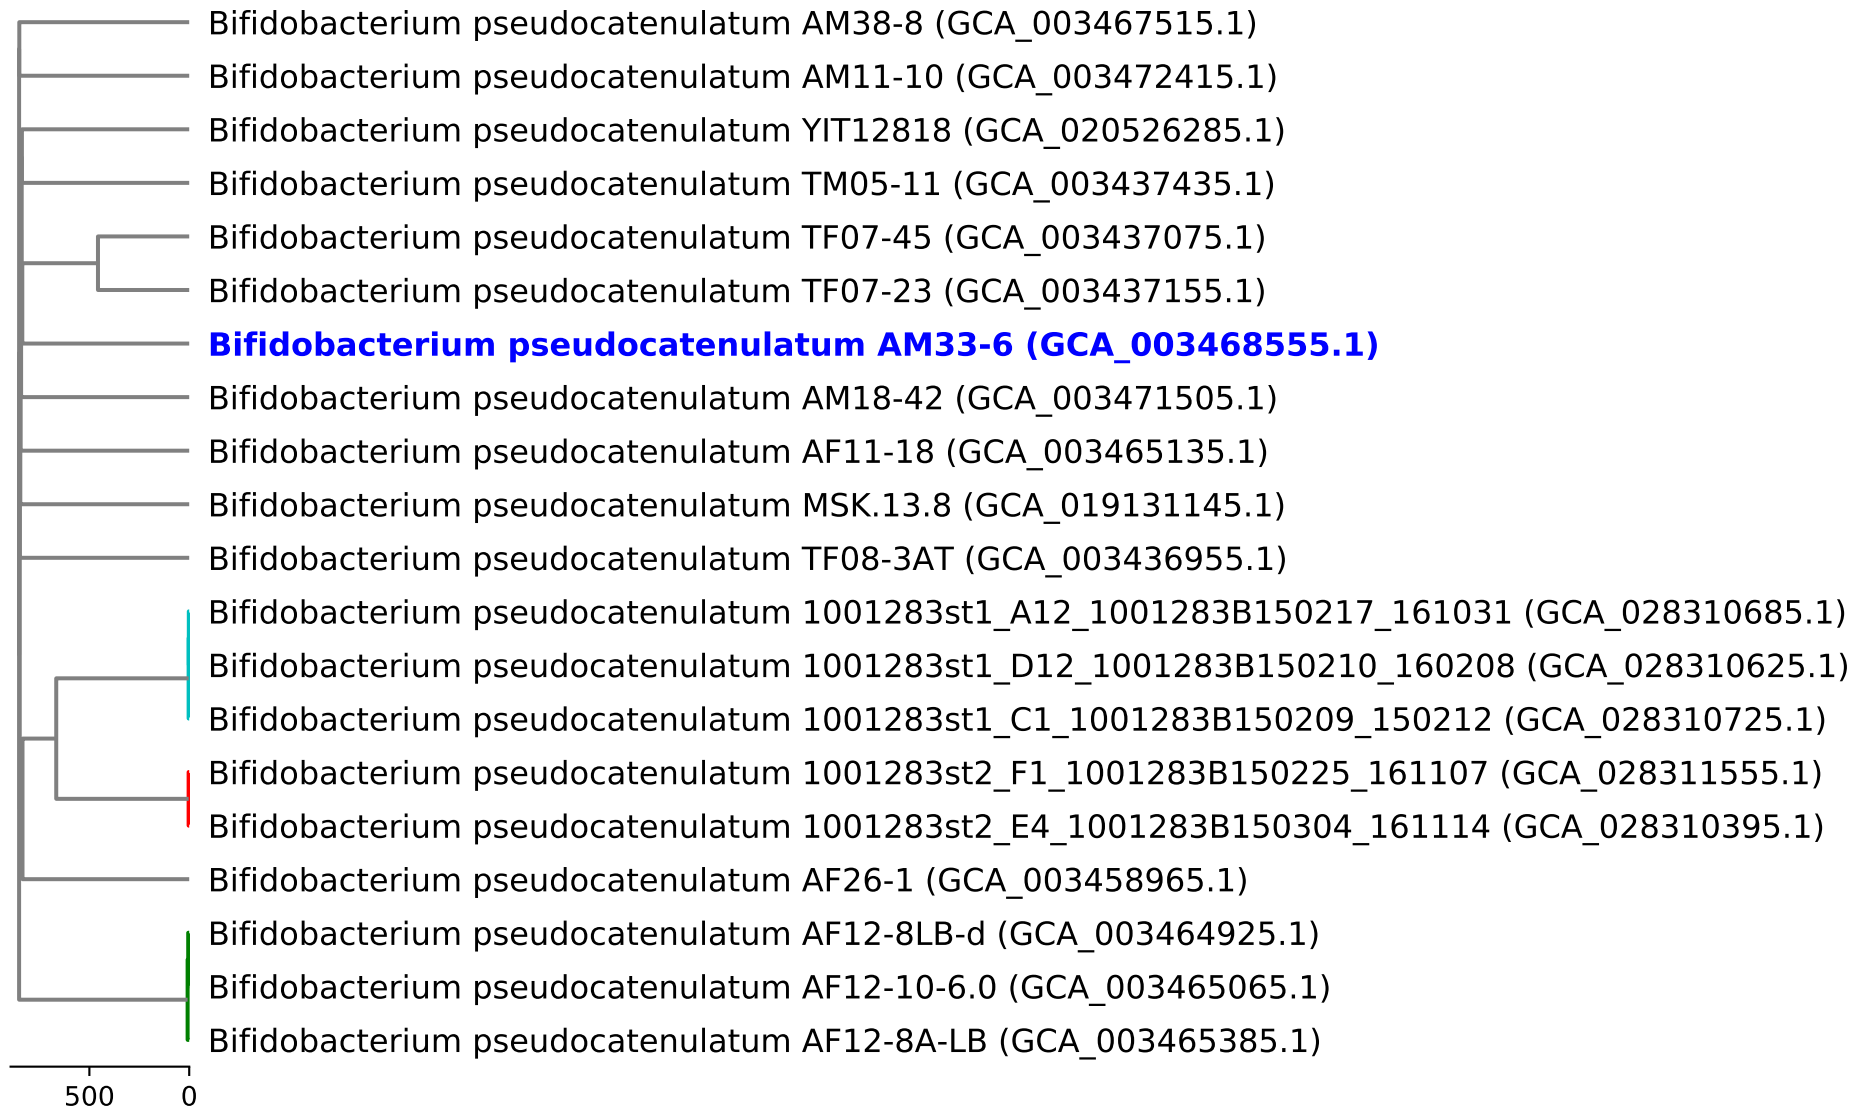 Bifidobacterium pseudocatenulatum AM38-8 (GCA_003467515.1)
Bifidobacterium pseudocatenulatum AM11-10 (GCA_003472415.1)
Bifidobacterium pseudocatenulatum YIT12818 (GCA_020526285.1)
Bifidobacterium pseudocatenulatum TM05-11 (GCA_003437435.1)
Bifidobacterium pseudocatenulatum TF07-45 (GCA_003437075.1)
Bifidobacterium pseudocatenulatum TF07-23 (GCA_003437155.1)
Bifidobacterium pseudocatenulatum AM33-6 (GCA_003468555.1)
Bifidobacterium pseudocatenulatum AM18-42 (GCA_003471505.1)
Bifidobacterium pseudocatenulatum AF11-18 (GCA_003465135.1)
Bifidobacterium pseudocatenulatum MSK.13.8 (GCA_019131145.1)
Bifidobacterium pseudocatenulatum TF08-3AT (GCA_003436955.1)
Bifidobacterium pseudocatenulatum 1001283st1_A12_1001283B150217_161031 (GCA_028310685.1)
Bifidobacterium pseudocatenulatum 1001283st1_D12_1001283B150210_160208 (GCA_028310625.1)
Bifidobacterium pseudocatenulatum 1001283st1_C1_1001283B150209_150212 (GCA_028310725.1)
Bifidobacterium pseudocatenulatum 1001283st2_F1_1001283B150225_161107 (GCA_028311555.1)
Bifidobacterium pseudocatenulatum 1001283st2_E4_1001283B150304_161114 (GCA_028310395.1)
Bifidobacterium pseudocatenulatum AF26-1 (GCA_003458965.1)
Bifidobacterium pseudocatenulatum AF12-8LB-d (GCA_003464925.1)
Bifidobacterium pseudocatenulatum AF12-10-6.0 (GCA_003465065.1)
Bifidobacterium pseudocatenulatum AF12-8A-LB (GCA_003465385.1)
500 0